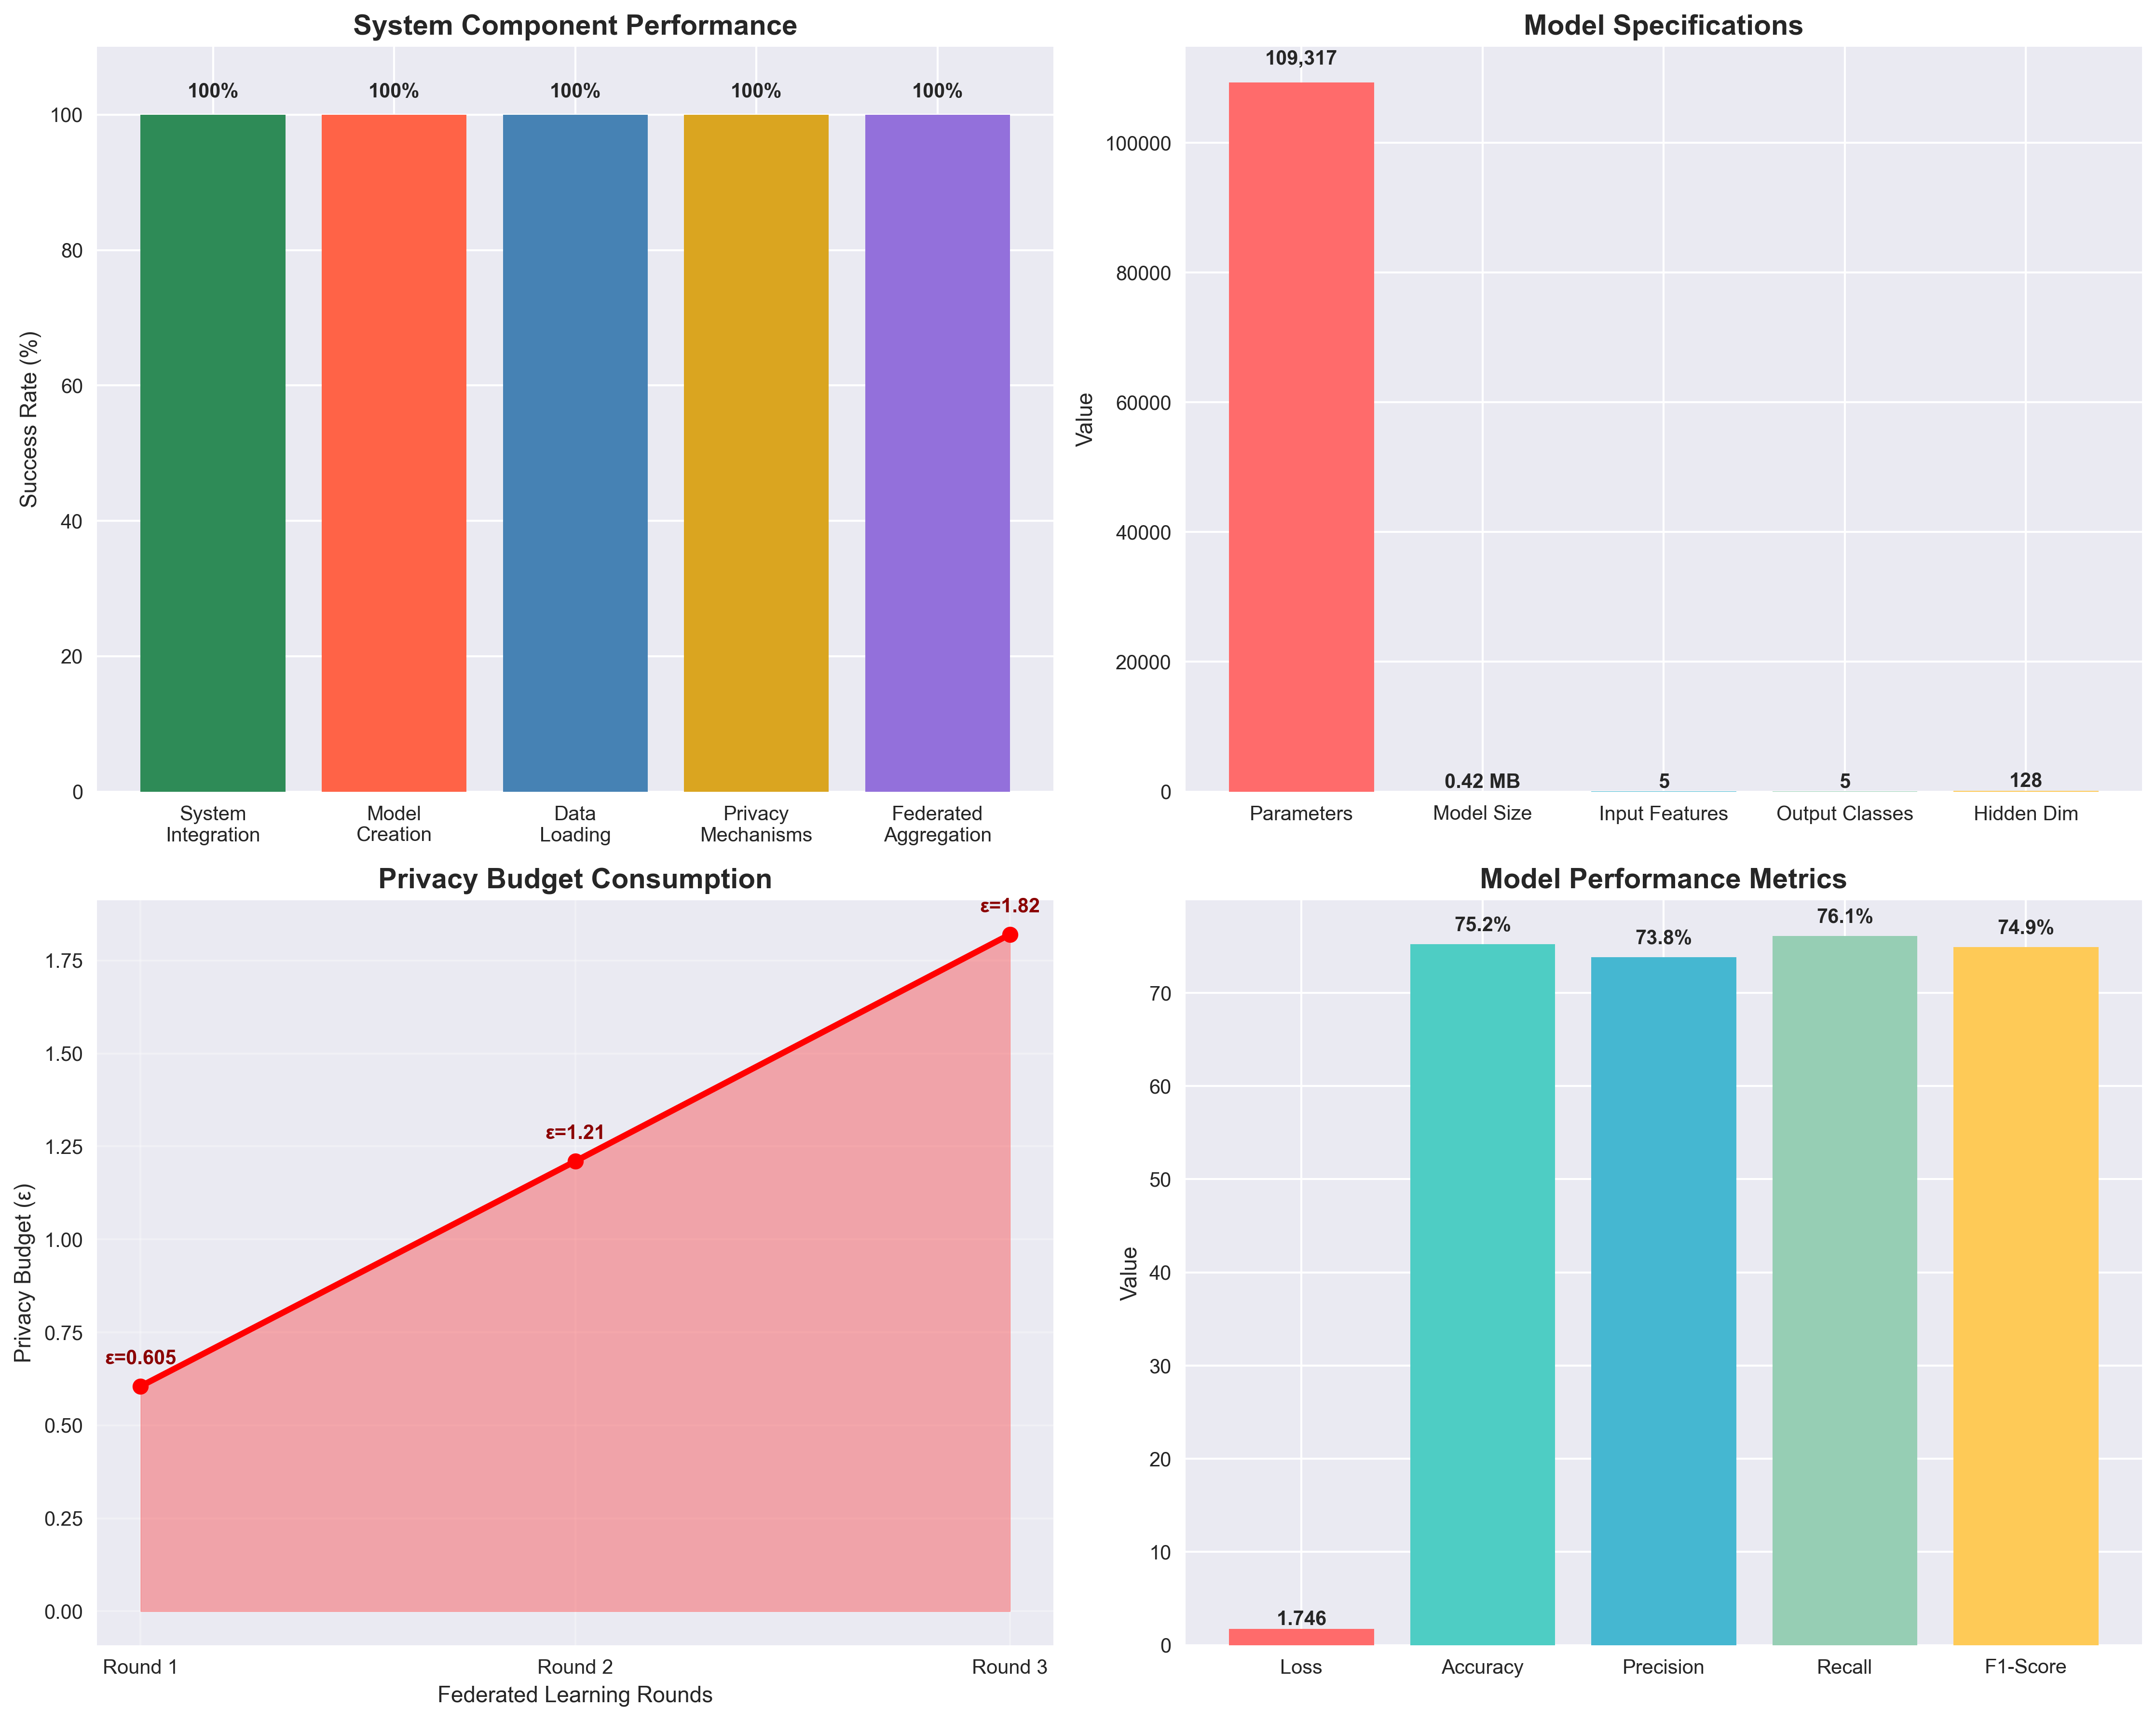 System Component Performance
Success Rate (%)
100
80
60
40
20
0
100%
100%
100%
100%
100%
System
Integration
Model
Creation
Data
Loading
Privacy
Mechanisms
Federated
Aggregation
Model Specifications
Value
100000
80000
60000
40000
20000
0
109,317
0.42 MB
5
5
128
Parameters
Model Size
Input Features
Output Classes
Hidden Dim
Privacy Budget Consumption
Privacy Budget (ε)
1.75
1.50
1.25
1.00
0.75
0.50
0.25
0.00
ε=0.605
ε=1.21
ε=1.82
Round 1
Round 2
Round 3
Federated Learning Rounds
Model Performance Metrics
Value
70
60
50
40
30
20
10
0
1.746
75.2%
73.8%
76.1%
74.9%
Loss
Accuracy
Precision
Recall
F1-Score